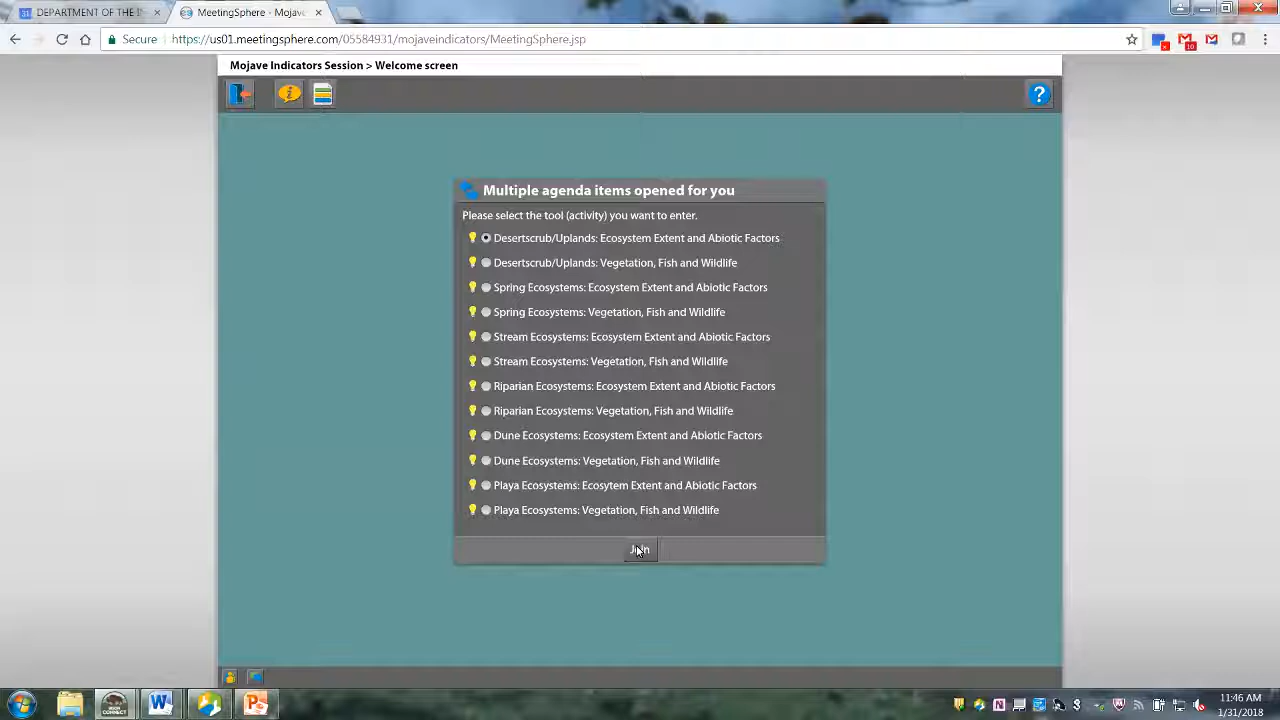 DEPARTMENT OF THE I
MeetingSphere - Mojave
Secure
https://us01.meetingsphere.com/05584931/mojaveindicators/MeetingSphere.jsp
Mojave Indicators Session > Welcome screen
Multiple agenda items opened for you
Please select the tool (activity) you want to enter.
Desertscrub/Uplands: Ecosystem Extent and Abiotic Factors
Desertscrub/Uplands: Vegetation, Fish and Wildlife
Spring Ecosystems: Ecosystem Extent and Abiotic Factors
Spring Ecosystems: Vegetation, Fish and Wildlife
Stream Ecosystems: Ecosystem Extent and Abiotic Factors
Stream Ecosystems: Vegetation, Fish and Wildlife
Riparian Ecosystems: Ecosystem Extent and Abiotic Factors
Riparian Ecosystems: Vegetation, Fish and Wildlife
Dune Ecosystems: Ecosystem Extent and Abiotic Factors
Dune Ecosystems: Vegetation, Fish and Wildlife
Playa Ecosystems: Ecosytem Extent and Abiotic Factors
Playa Ecosystems: Vegetation, Fish and Wildlife
Join
11:46 AM
1/31/2018